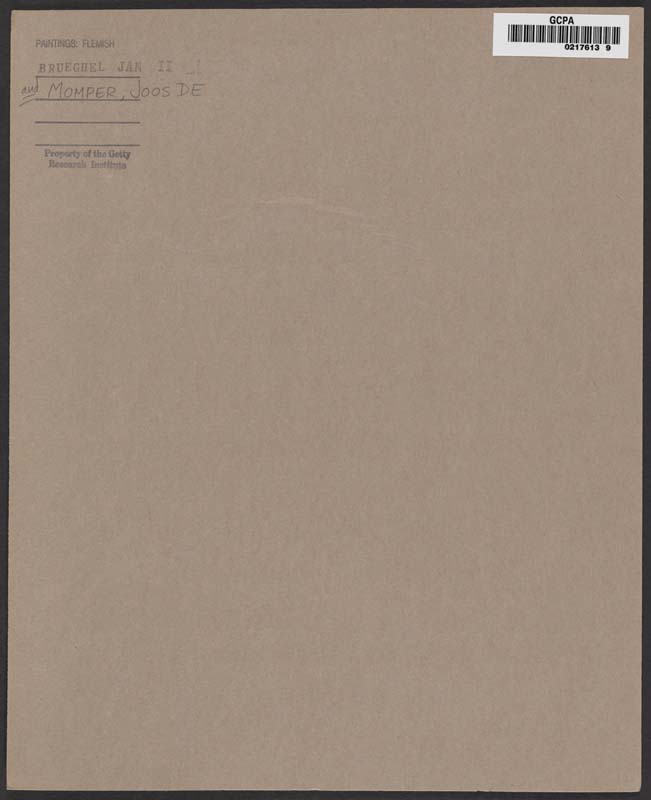 GCPA
0217613 9
PAINTINGS: FLEMISH
BRUEGHEL JAN II
and MOMPER, JOOS DE
Property of the Getty
Research Institute